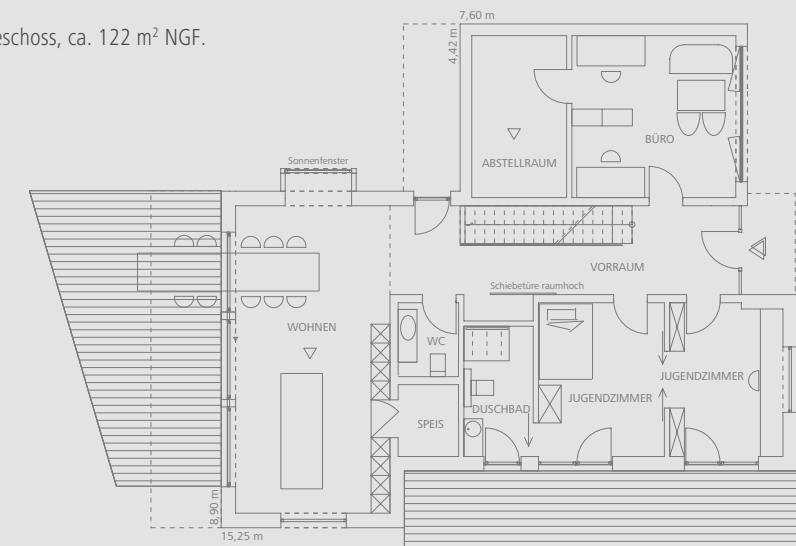 eschoss, ca. 122 m² NGF.
7,60 m
4,42 m
BÜRO
ABSTELLRAUM
Sonnenfenster
VORRAUM
Schiebetüre raumhoch
WOHNEN
WC
JUGENDZIMMER
JUGENDZIMMER
DUSCHBAD
SPEIS
8,90 m
15,25 m